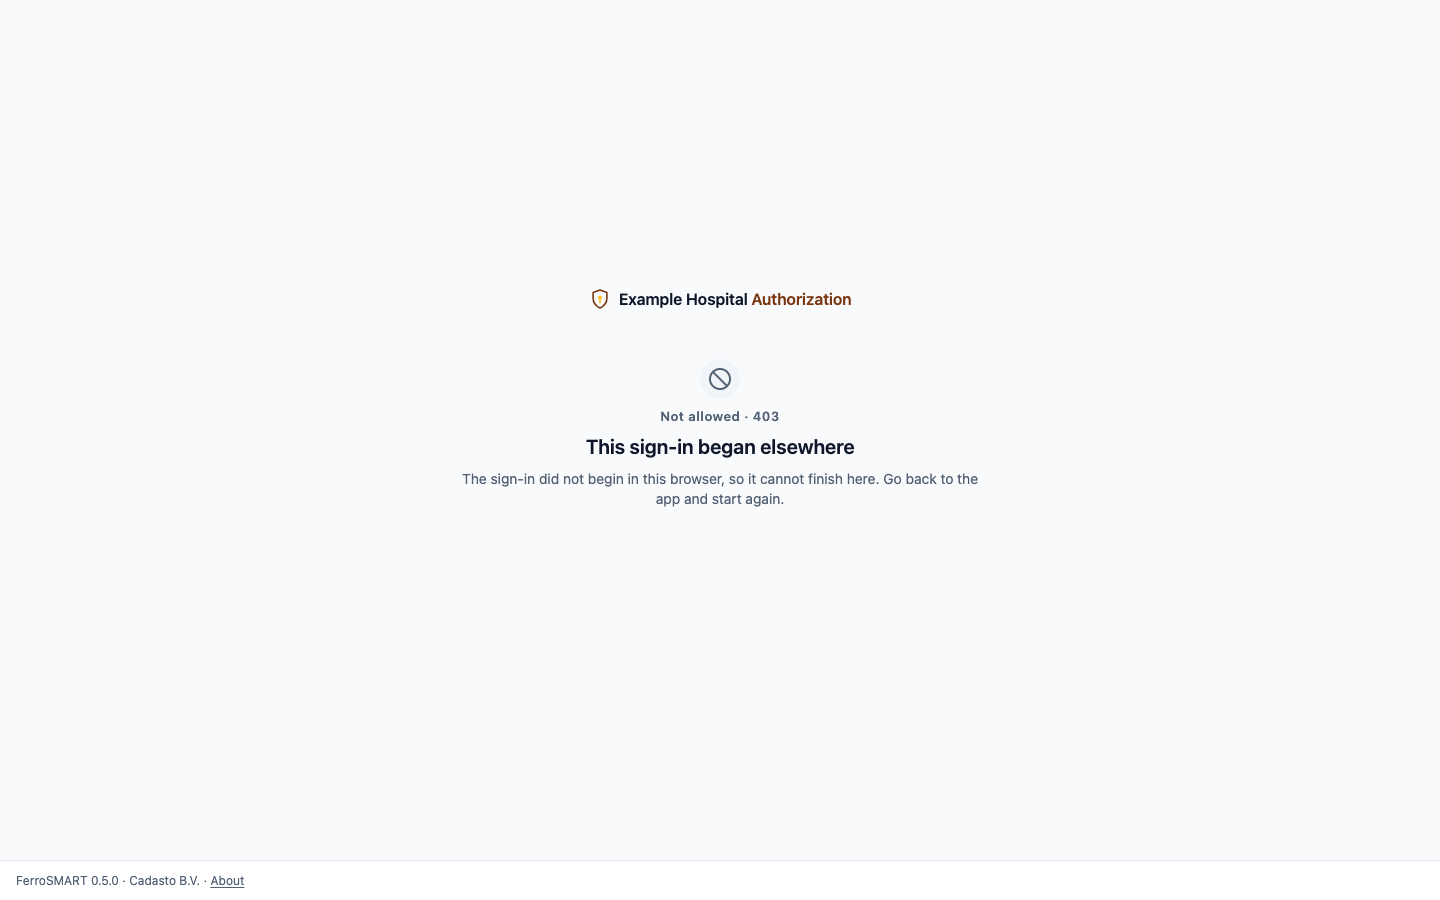 Example Hospital Authorization
Not allowed · 403
This sign-in began elsewhere
The sign-in did not begin in this browser, so it cannot finish here. Go back to the
app and start again.
FerroSMART 0.5.0 · Cadasto B.V. · About